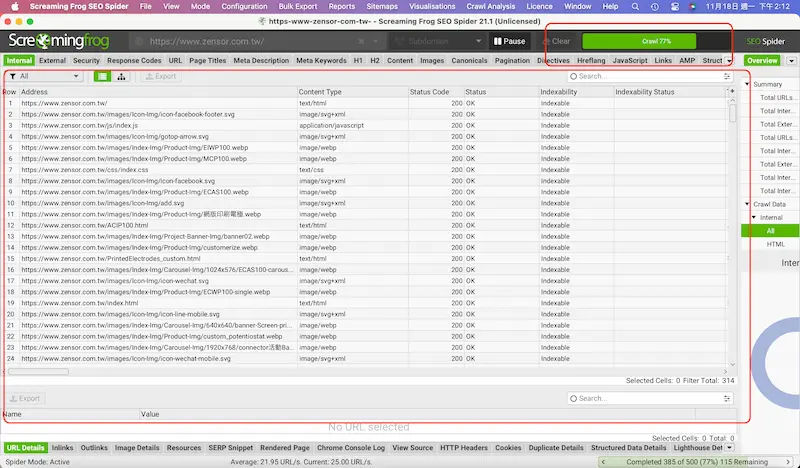 Screaming Frog SEO Spider File View Mode Configuration Bulk Export Reports Sitemaps Visualisations Crawl Analysis Licence Window Help 11月18日 週一 下午2:12
https-www-zensor-com-tw- - Screaming Frog SEO Spider 21.1 (Unlicensed)
Screamingfrog https://www.zensor.com.tw/ Subdomain Pause Clear Crawl 77% SEO Spider
Internal External Security Response Codes URL Page Titles Meta Description Meta Keywords H1 H2 Content Images Canonicals Pagination Directives Hreflang JavaScript Links AMP Struct Overview
All Export Search...
Row Address Content Type Status Code Status Indexability Indexability Status
1 https://www.zensor.com.tw/ text/html 200 OK Indexable
2 https://www.zensor.com.tw/images/Icon-Img/icon-facebook-footer.svg image/svg+xml 200 OK Indexable
3 https://www.zensor.com.tw/js/index.js application/javascript 200 OK Indexable
4 https://www.zensor.com.tw/images/Icon-Img/gotop-arrow.svg image/svg+xml 200 OK Indexable
5 https://www.zensor.com.tw/images/Index-Img/Product-Img/EIWP100.webp image/webp 200 OK Indexable
6 https://www.zensor.com.tw/images/Index-Img/Product-Img/MCP100.webp image/webp 200 OK Indexable
7 https://www.zensor.com.tw/css/index.css text/css 200 OK Indexable
8 https://www.zensor.com.tw/images/Icon-Img/icon-facebook.svg image/svg+xml 200 OK Indexable
9 https://www.zensor.com.tw/images/Index-Img/Product-Img/ECAS100.webp image/webp 200 OK Indexable
10 https://www.zensor.com.tw/images/Icon-Img/add.svg image/svg+xml 200 OK Indexable
11 https://www.zensor.com.tw/images/Index-Img/Product-Img/網版印刷電極.webp image/webp 200 OK Indexable
12 https://www.zensor.com.tw/ACIP100.html text/html 200 OK Indexable
13 https://www.zensor.com.tw/images/Index-Img/Project-Banner-Img/banner02.webp image/webp 200 OK Indexable
14 https://www.zensor.com.tw/images/Index-Img/Product-Img/customerize.webp image/webp 200 OK Indexable
15 https://www.zensor.com.tw/PrintedElectrodes_custom.html text/html 200 OK Indexable
16 https://www.zensor.com.tw/images/Index-Img/Carousel-Img/1024x576/ECAS100-carous... image/webp 200 OK Indexable
17 https://www.zensor.com.tw/images/Icon-Img/icon-wechat.svg image/svg+xml 200 OK Indexable
18 https://www.zensor.com.tw/images/Index-Img/Product-Img/ECWP100-single.webp image/webp 200 OK Indexable
19 https://www.zensor.com.tw/index.html text/html 200 OK Indexable
20 https://www.zensor.com.tw/images/Icon-Img/icon-line-mobile.svg image/svg+xml 200 OK Indexable
21 https://www.zensor.com.tw/images/Index-Img/Carousel-Img/640x640/banner-Screen-pri... image/webp 200 OK Indexable
22 https://www.zensor.com.tw/images/Index-Img/Product-Img/custom_potentiostat.webp image/webp 200 OK Indexable
23 https://www.zensor.com.tw/images/Index-Img/Carousel-Img/1920x768/connector活動Ba... image/webp 200 OK Indexable
24 https://www.zensor.com.tw/images/Icon-Img/icon-wechat-mobile.svg image/svg+xml 200 OK Indexable
Selected Cells: 0 Filter Total: 314
Export Search...
Name Value
No URL selected
Selected Cells: 0 Total: 0
Summary
Total URLs...
Total Inter...
Total Exter...
Total URLs...
Total Inter...
Total Exter...
Total Inter...
Total Inter...
Crawl Data
Internal
All
HTML
Inter
URL Details Inlinks Outlinks Image Details Resources SERP Snippet Rendered Page Chrome Console Log View Source HTTP Headers Cookies Duplicate Details Structured Data Details Lighthouse Det
Spider Mode: Active Average: 21.95 URL/s. Current: 25.00 URL/s. Completed 385 of 500 (77%) 115 Remaining